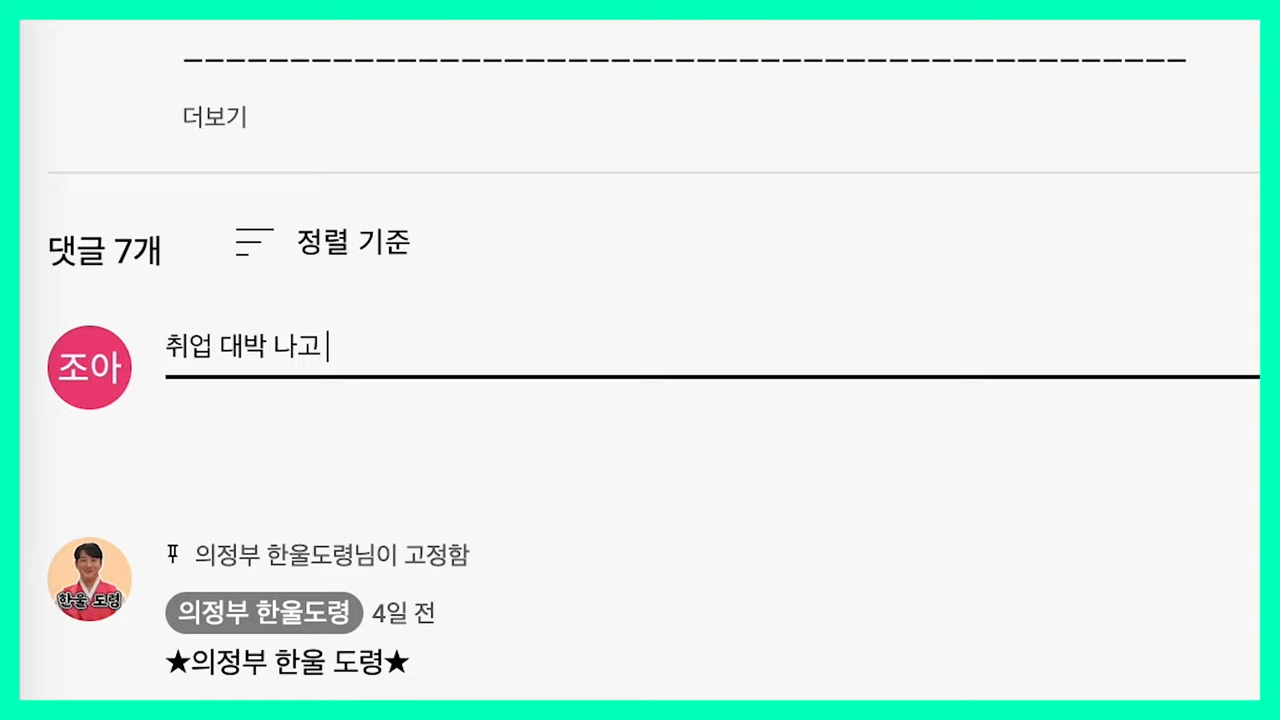 더보기
댓글 7개
정렬 기준
조아
취업 대박 나고
의정부 한울도령님이 고정함
한울 도령
의정부 한울도령 4일 전
★의정부 한울 도령★